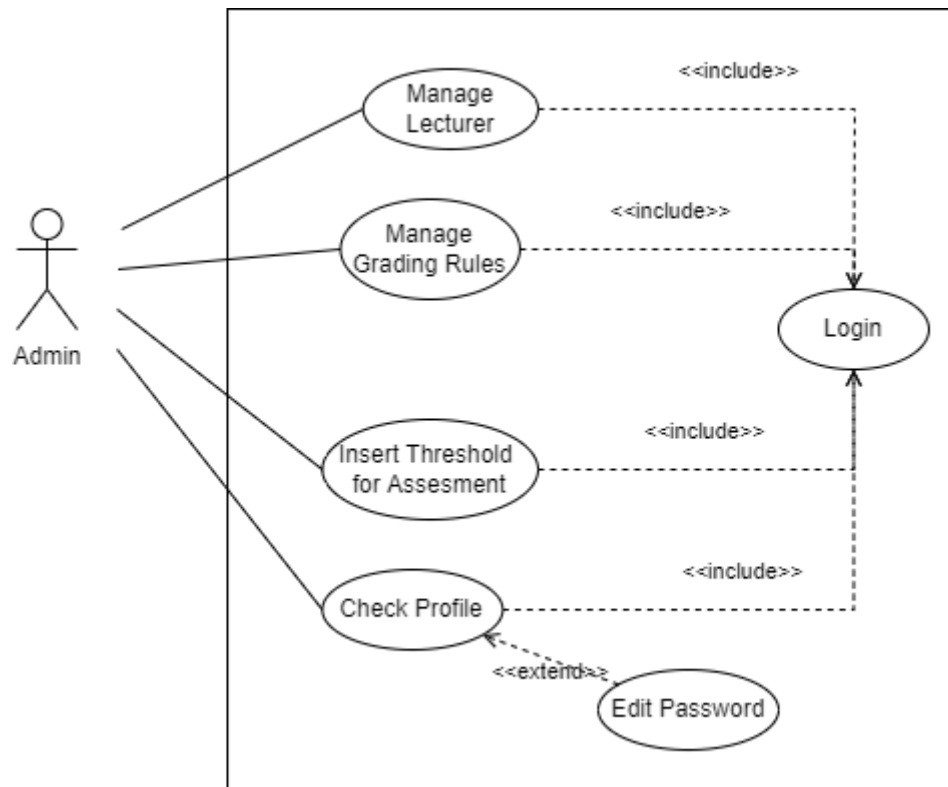 <<include>>
Manage
Lecturer
<<include>>
Manage
Grading Rules
Login
Admin
<<include>>
Insert Threshold
for Assesment
<<include>>
Check Profile
<<extend>>
Edit Password